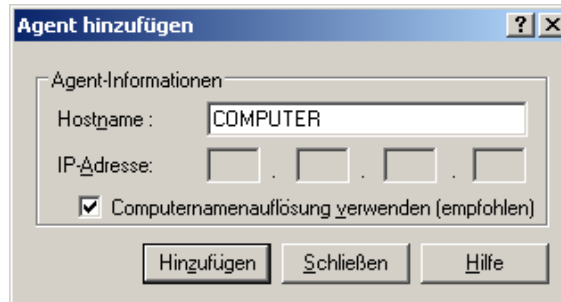 Agent hinzufügen
Agent-Informationen
Hostname : COMPUTER
IP-Adresse: . . .
Computernamenauflösung verwenden (empfohlen)
Hinzufügen Schließen Hilfe